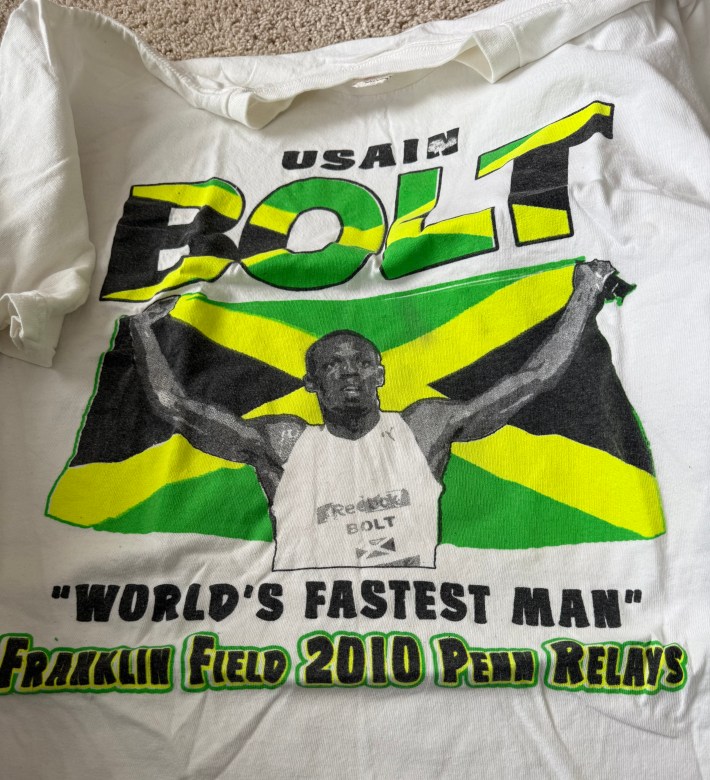 USAIN
BOLT
Reebok
BOLT
"WORLD'S FASTEST MAN"
FRANKLIN FIELD 2010 PENN RELAYS